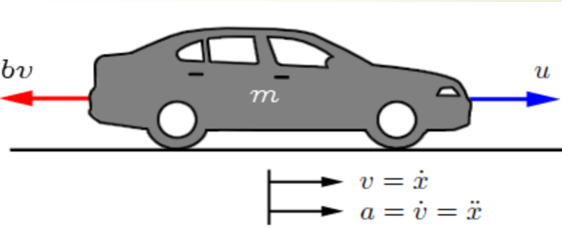 bv
u
m
v = ẋ
a = v̇ = ẍ